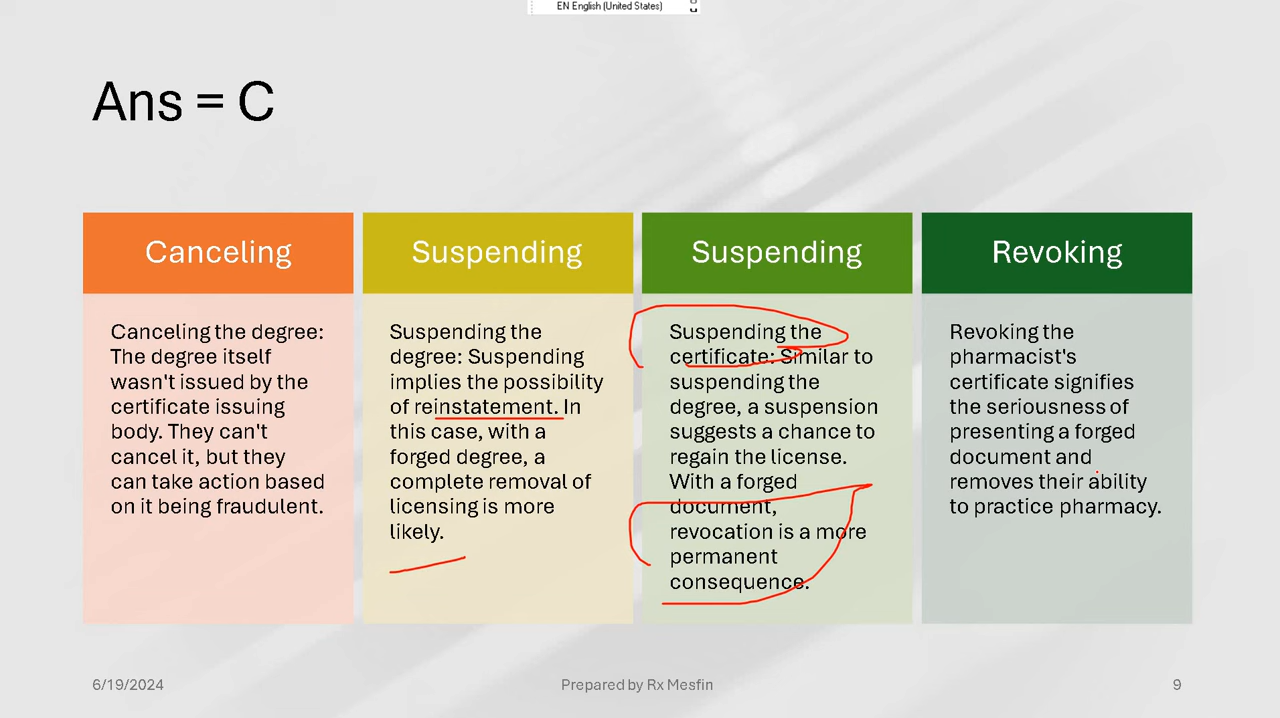 EN English (United States)
Ans = C
Canceling
Canceling the degree:
The degree itself
wasn't issued by the
certificate issuing
body. They can't
cancel it, but they
can take action based
on it being fraudulent.
Suspending
Suspending the
degree: Suspending
implies the possibility
of reinstatement. In
this case, with a
forged degree, a
complete removal of
licensing is more
likely.
Suspending
Suspending the
certificate: Similar to
suspending the
degree, a suspension
suggests a chance to
regain the license.
With a forged
document,
revocation is a more
permanent
consequence.
Revoking
Revoking the
pharmacist's
certificate signifies
the seriousness of
presenting a forged
document and
removes their ability
to practice pharmacy.
6/19/2024
Prepared by Rx Mesfin
9